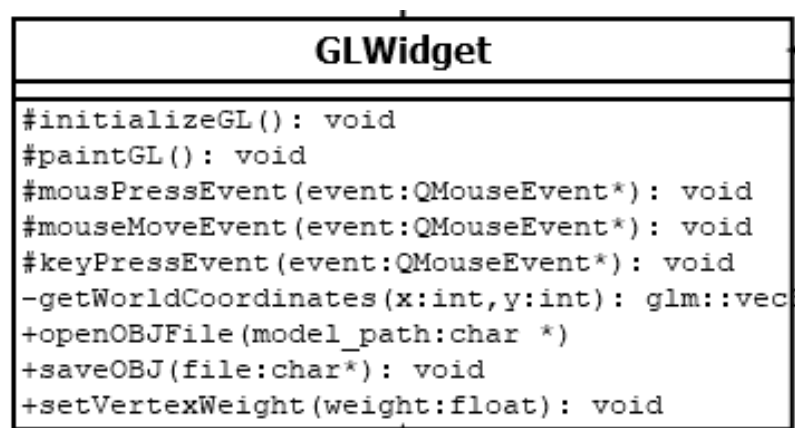 GLWidget
#initializeGL(): void
#paintGL(): void
#mousPressEvent(event:QMouseEvent*): void
#mouseMoveEvent(event:QMouseEvent*): void
#keyPressEvent(event:QMouseEvent*): void
-getWorldCoordinates(x:int,y:int): glm::vec
+openOBJFile(model_path:char *)
+saveOBJ(file:char*): void
+setVertexWeight(weight:float): void